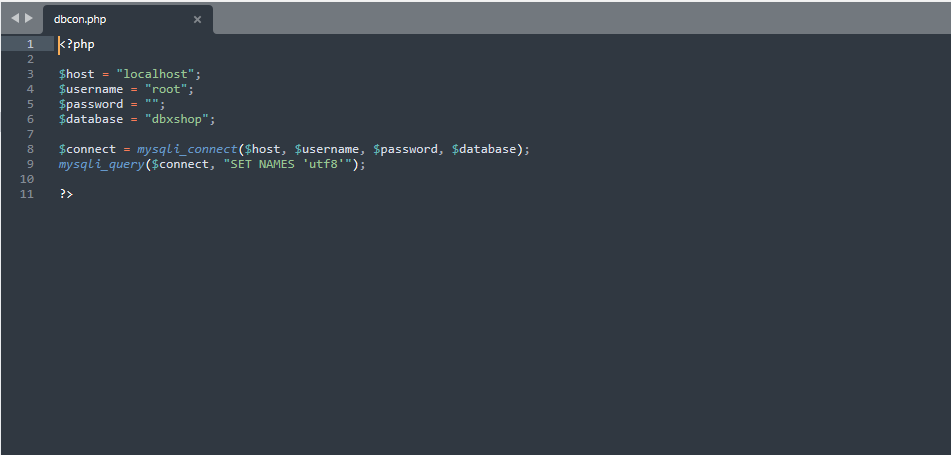 dbcon.php
1 <?php
2
3 $host = "localhost";
4 $username = "root";
5 $password = "";
6 $database = "dbxshop";
7
8 $connect = mysqli_connect($host, $username, $password, $database);
9 mysqli_query($connect, "SET NAMES 'utf8'");
10
11 ?>